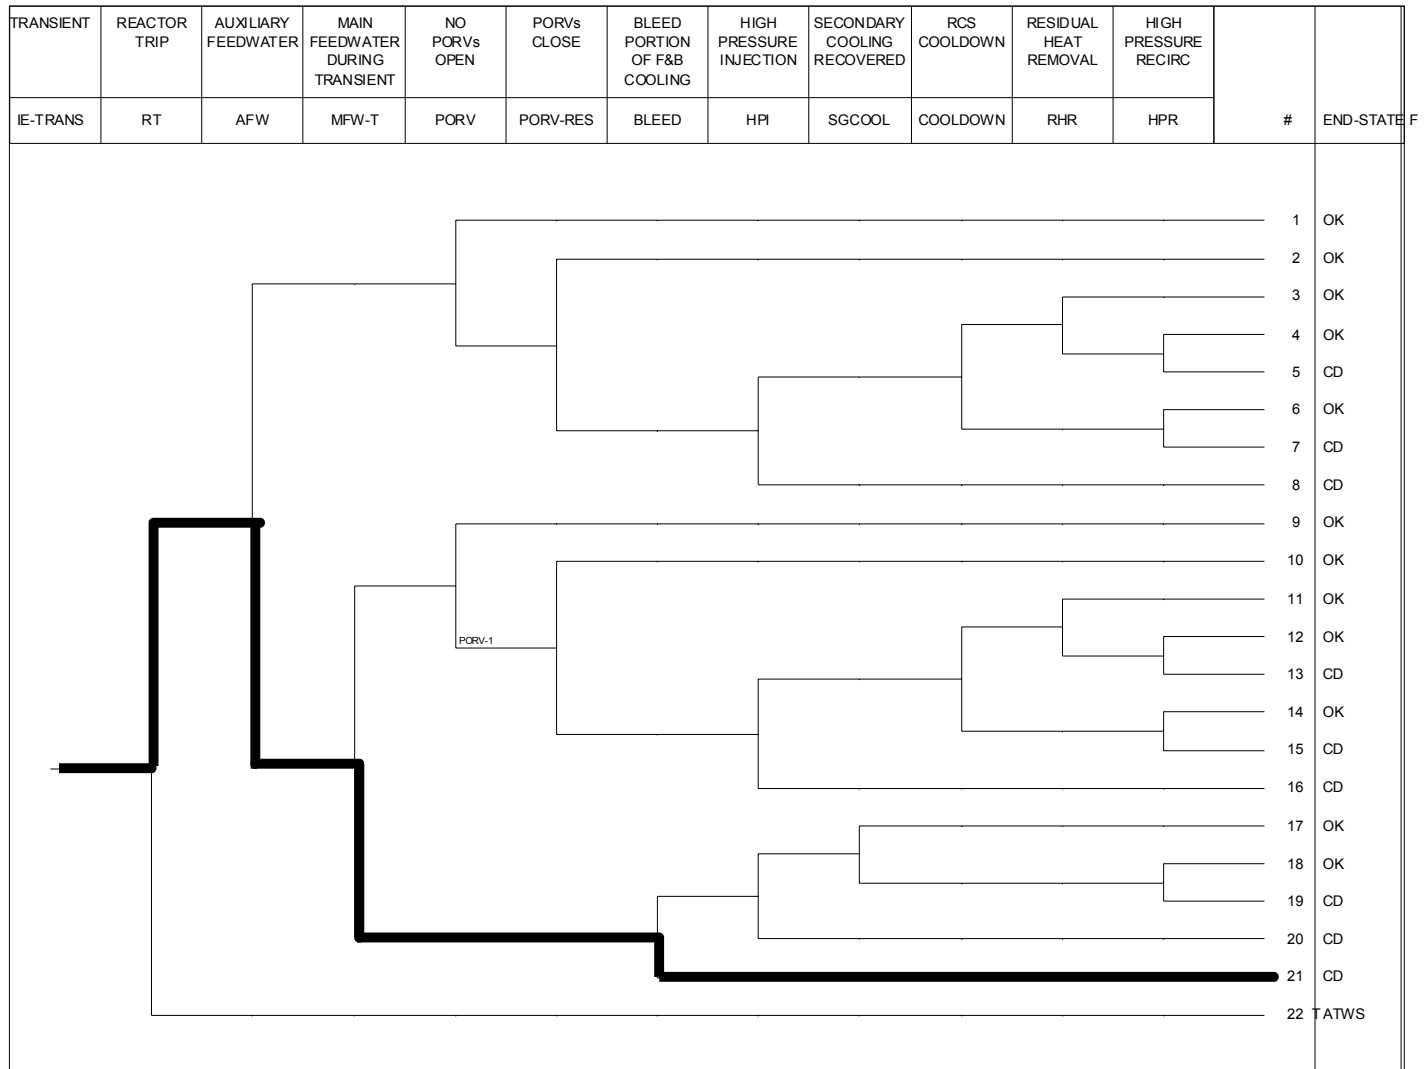 TRANSIENT
REACTOR
TRIP
AUXILIARY
FEEDWATER
MAIN
FEEDWATER
DURING
TRANSIENT
NO
PORVs
OPEN
PORVs
CLOSE
BLEED
PORTION
OF F&B
COOLING
HIGH
PRESSURE
INJECTION
SECONDARY
COOLING
RECOVERED
RCS
COOLDOWN
RESIDUAL
HEAT
REMOVAL
HIGH
PRESSURE
RECIRC
IE-TRANS RT AFW MFW-T PORV PORV-RES BLEED HPI SGCOOL COOLDOWN RHR HPR # END-STATE F
1 OK
2 OK
3 OK
4 OK
5 CD
6 OK
7 CD
8 CD
9 OK
10 OK
11 OK
PORV-1
12 OK
13 CD
14 OK
15 CD
16 CD
17 OK
18 OK
19 CD
20 CD
21 CD
22 T ATWS